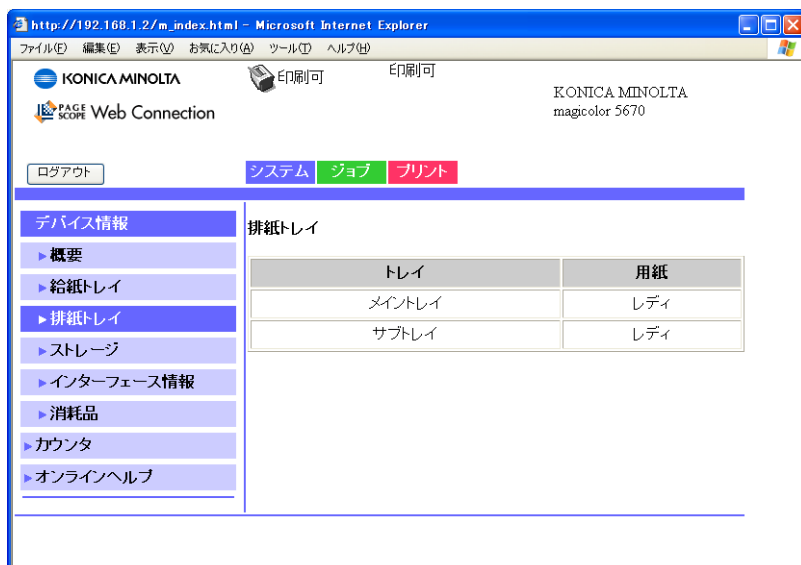 http://192.168.1.2/m_index.html - Microsoft Internet Explorer
ファイル(F) 編集(E) 表示(V) お気に入り(A) ツール(T) ヘルプ(H)
KONICA MINOLTA
印刷可
印刷可
KONICA MINOLTA
magicolor 5670
PAGE SCOPE Web Connection
ログアウト
システム ジョブ プリント
デバイス情報
概要
給紙トレイ
排紙トレイ
ストレージ
インターフェース情報
消耗品
カウンタ
オンラインヘルプ
排紙トレイ
トレイ 用紙
メイントレイ レディ
サブトレイ レディ